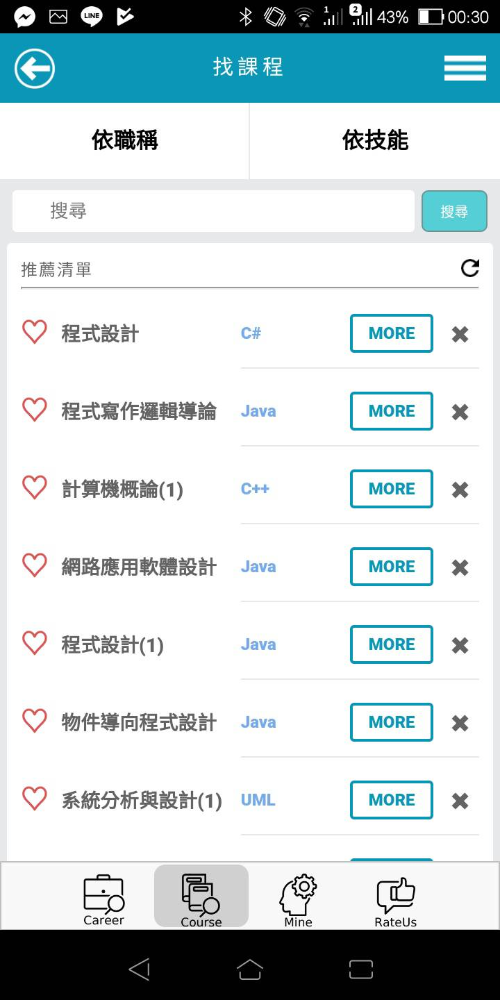 LINE
1
2
43%
00:30
找課程
依職稱
依技能
搜尋
搜尋
推薦清單
程式設計 C# MORE
程式寫作邏輯導論 Java MORE
計算機概論(1) C++ MORE
網路應用軟體設計 Java MORE
程式設計(1) Java MORE
物件導向程式設計 Java MORE
系統分析與設計(1) UML MORE
Career
Course
Mine
RateUs